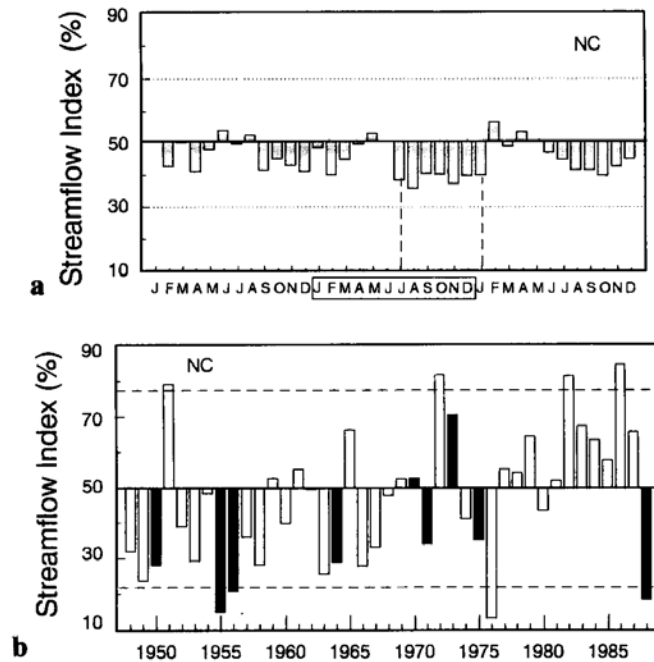 Streamflow Index (%)
90
70
50
30
10
NC
J F M A M J J A S O N D J F M A M J J A S O N D J F M A M J J A S O N D
a
Streamflow Index (%)
90
70
50
30
10
NC
1950 1955 1960 1965 1970 1975 1980 1985
b